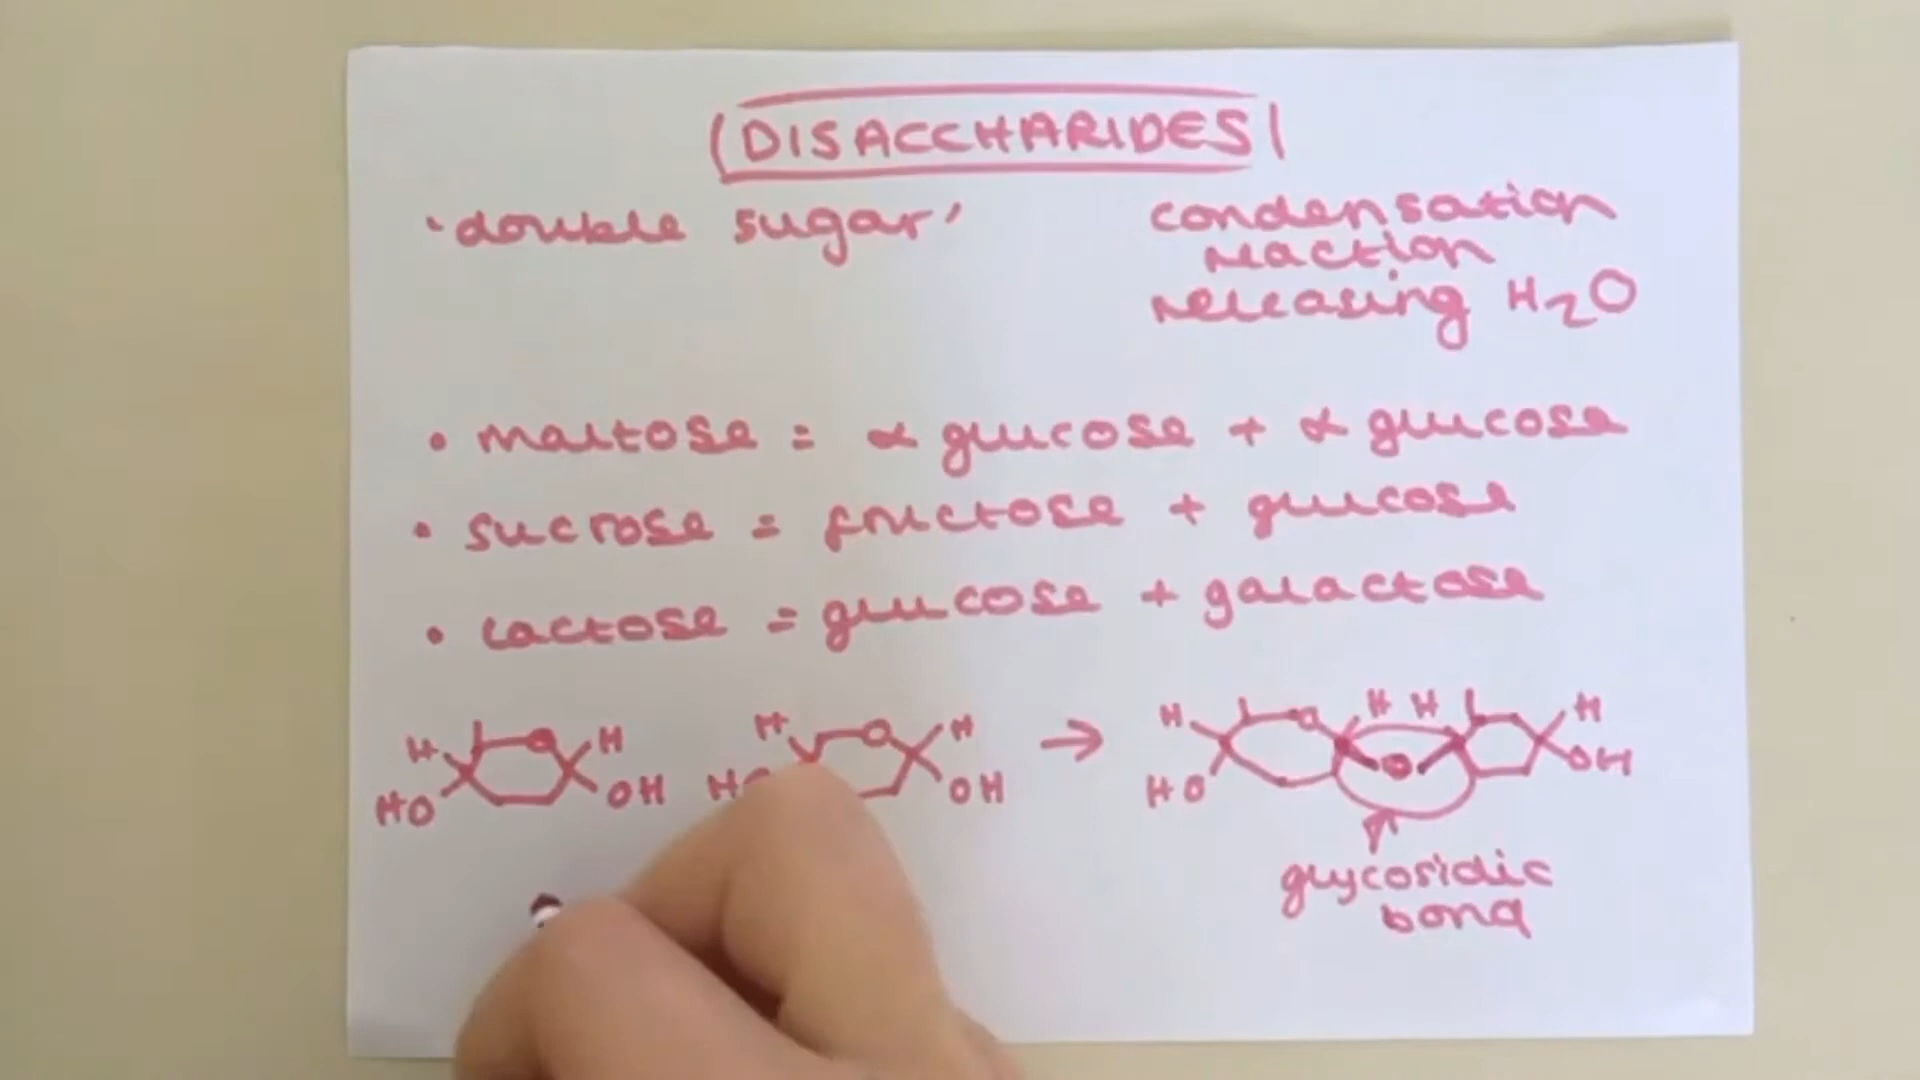 DISACCHARIDES
'double sugar'
condensation
reaction
releasing H2O
• maltose = α glucose + α glucose
• sucrose = fructose + glucose
• lactose = glucose + galactose
H O H H O H → H O H H H
HO OH HO OH HO O OH
glycosidic
bond